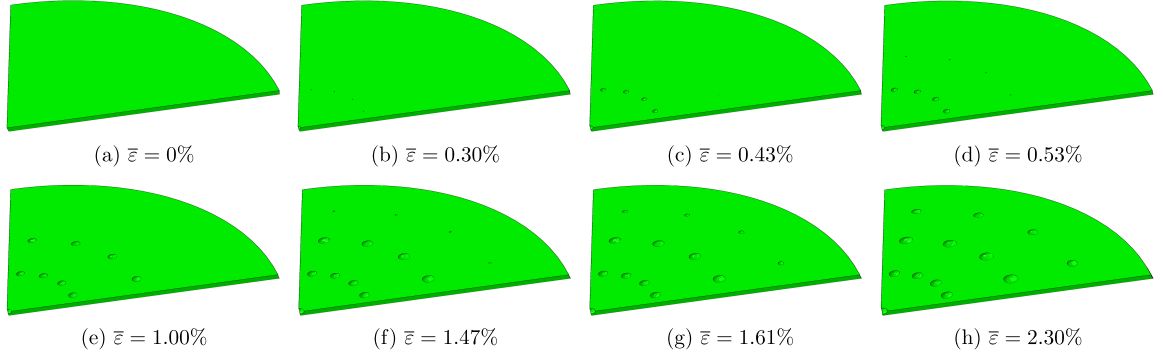 (a) ε̅ = 0%
(b) ε̅ = 0.30%
(c) ε̅ = 0.43%
(d) ε̅ = 0.53%
(e) ε̅ = 1.00%
(f) ε̅ = 1.47%
(g) ε̅ = 1.61%
(h) ε̅ = 2.30%